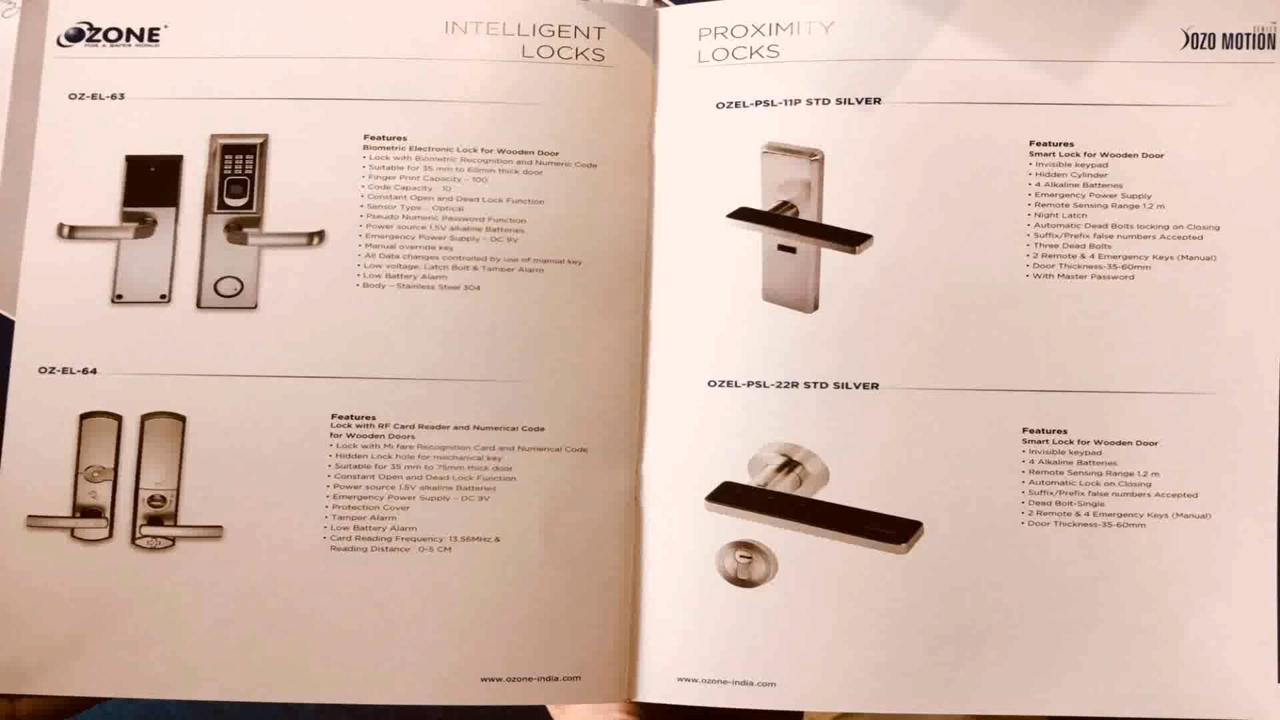 OZONE
FOR A SAFER WORLD
INTELLIGENT
LOCKS
OZ-EL-63
Features
Biometric Electronic Lock for Wooden Door
• Lock with Biometric Recognition and Numeric Code
• Suitable for 35 mm to 60mm thick door
• Finger Print Capacity - 100
• Code Capacity : 10
• Constant Open and Dead Lock Function
• Sensor Type - Optical
• Pseudo Numeric Password Function
• Power source 1.5V alkaline Batteries
• Emergency Power Supply - DC 9V
• Manual override key
• All Data changes controlled by use of manual key
• Low voltage, Latch Bolt & Tamper Alarm
• Low Battery Alarm
• Body - Stainless Steel 304
OZ-EL-64
Features
Lock with RF Card Reader and Numerical Code
for Wooden Doors
• Lock with Mi fare Recognition Card and Numerical Code
• Hidden Lock hole for mechanical key
• Suitable for 35 mm to 75mm thick door
• Constant Open and Dead Lock Function
• Power source 1.5V alkaline Batteries
• Emergency Power Supply - DC 9V
• Protection Cover
• Tamper Alarm
• Low Battery Alarm
• Card Reading Frequency: 13.56MHz &
Reading Distance : 0-5 CM
www.ozone-india.com
PROXIMITY
LOCKS
OZO MOTION
SERIES
OZEL-PSL-11P STD SILVER
Features
Smart Lock for Wooden Door
• Invisible keypad
• Hidden Cylinder
• 4 Alkaline Batteries
• Emergency Power Supply
• Remote Sensing Range 1.2 m
• Night Latch
• Automatic Dead Bolts locking on Closing
• Suffix/Prefix false numbers Accepted
• Three Dead Bolts
• 2 Remote & 4 Emergency Keys (Manual)
• Door Thickness-35-60mm
• With Master Password
OZEL-PSL-22R STD SILVER
Features
Smart Lock for Wooden Door
• Invisible keypad
• 4 Alkaline Batteries
• Remote Sensing Range 1.2 m
• Automatic Lock on Closing
• Suffix/Prefix false numbers Accepted
• Dead Bolt-Single
• 2 Remote & 4 Emergency Keys (Manual)
• Door Thickness-35-60mm
www.ozone-india.com